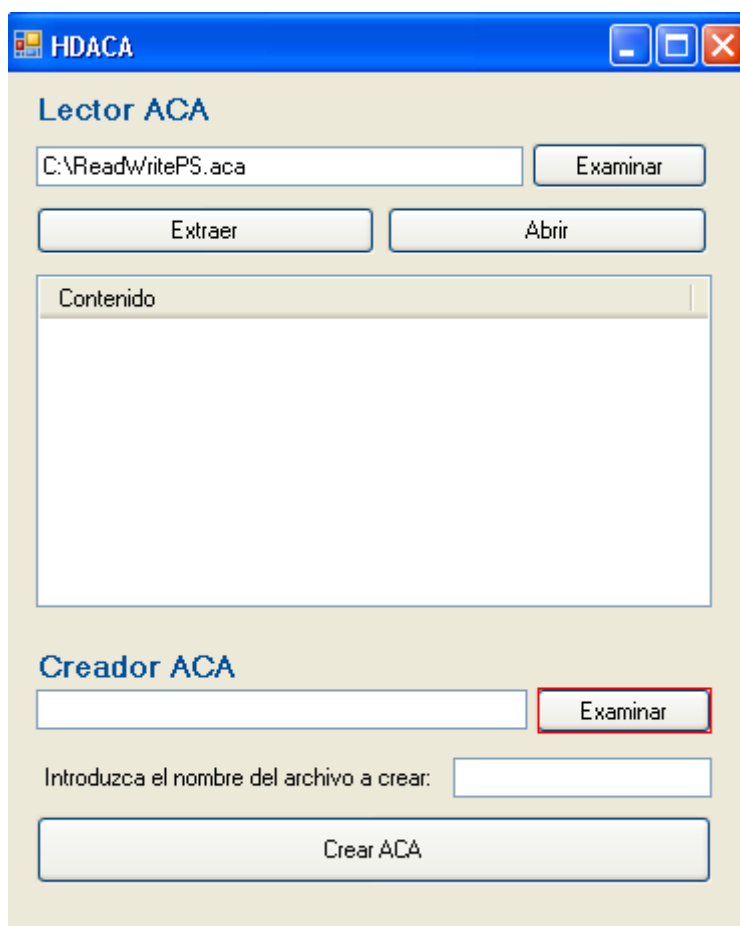 HDACA
Lector ACA
C:\ReadWritePS.aca Examinar
Extraer Abrir
Contenido
Creador ACA
Examinar
Introduzca el nombre del archivo a crear:
Crear ACA